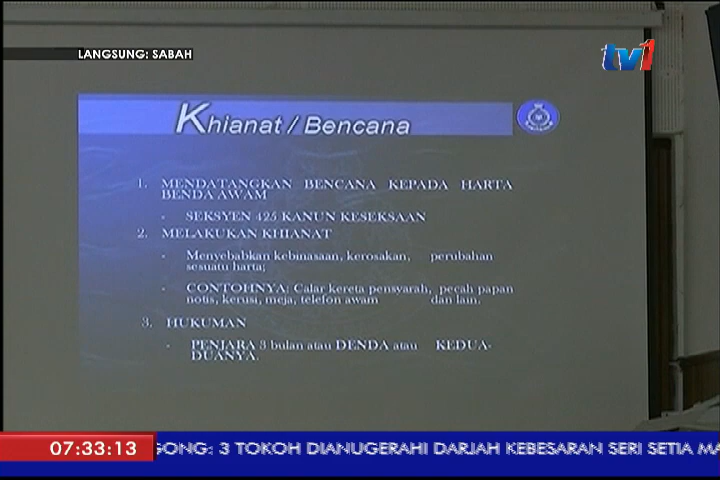 LANGSUNG: SABAH
tv1
Khianat / Bencana
1. MENDATANGKAN BENCANA KEPADA HARTA
BENDA AWAM
- SEKSYEN 425 KANUN KESEKSAAN
2. MELAKUKAN KHIANAT
- Menyebabkan kebinasaan, kerosakan, perubahan
sesuatu harta;
- CONTOHNYA: Calar kereta pensyarah, pecah papan
notis, kerusi, meja, telefon awam dan lain.
3. HUKUMAN
- PENJARA 3 bulan atau DENDA atau KEDUA-
DUANYA.
07:33:13 GONG: 3 TOKOH DIANUGERAHI DARJAH KEBESARAN SERI SETIA MA